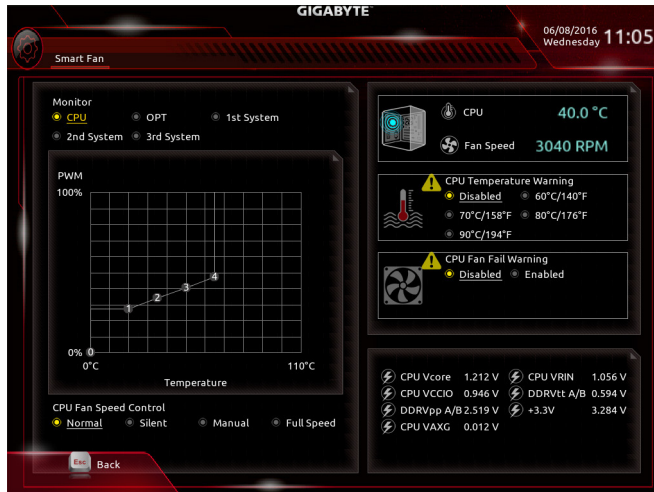 GIGABYTE™
06/08/2016
Wednesday 11:05
Smart Fan
Monitor
CPU OPT 1st System
2nd System 3rd System
PWM
100%
4
3
2
1
0% 0
0°C 110°C
Temperature
CPU Fan Speed Control
Normal Silent Manual Full Speed
Esc Back
CPU 40.0 °C
Fan Speed 3040 RPM
CPU Temperature Warning
Disabled 60°C/140°F
70°C/158°F 80°C/176°F
90°C/194°F
CPU Fan Fail Warning
Disabled Enabled
CPU Vcore 1.212 V CPU VRIN 1.056 V
CPU VCCIO 0.946 V DDRVtt A/B 0.594 V
DDRVpp A/B 2.519 V +3.3V 3.284 V
CPU VAXG 0.012 V